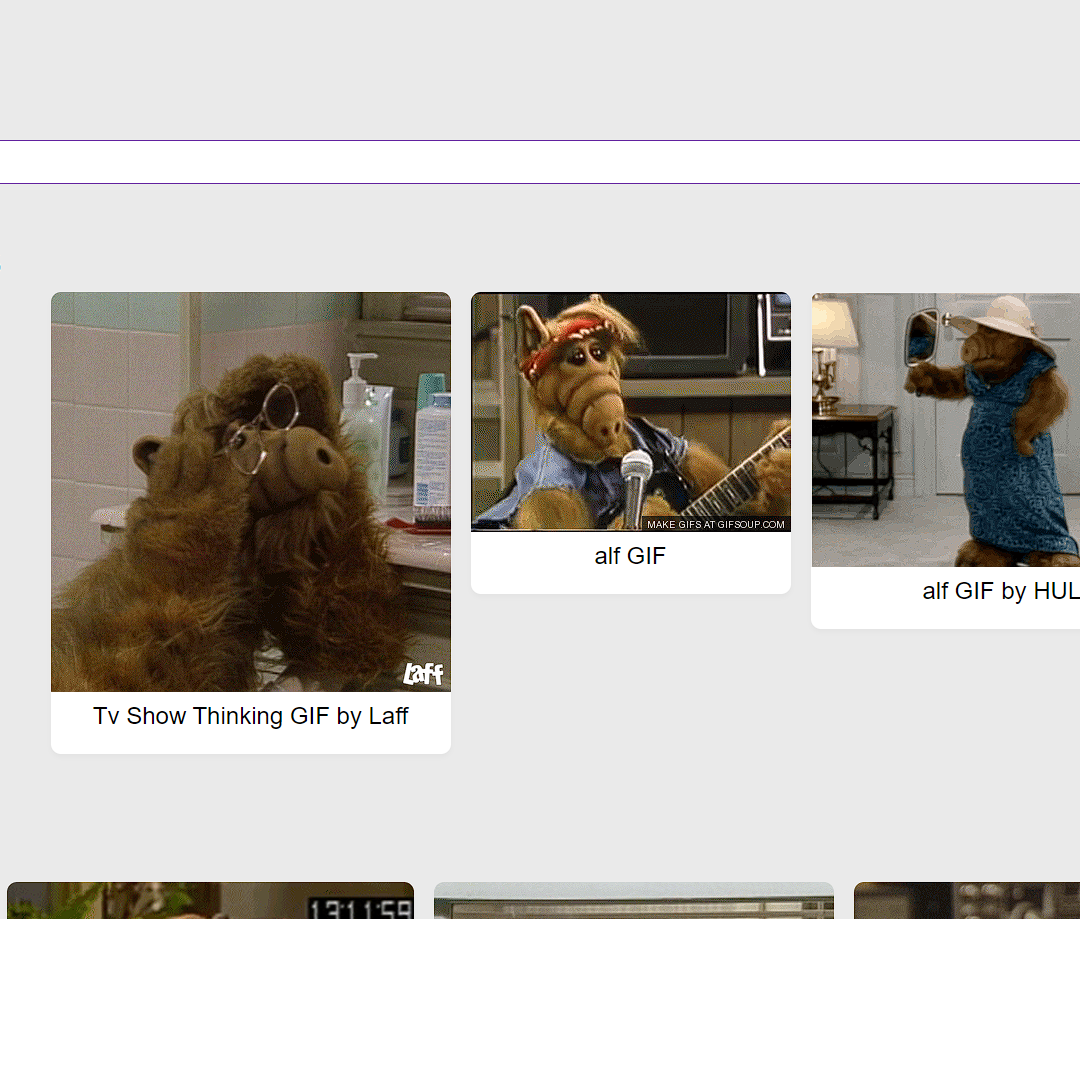 Laff
MAKE GIFS AT GIFSOUP.COM
alf GIF
alf GIF by HUL
Tv Show Thinking GIF by Laff
13:11:59